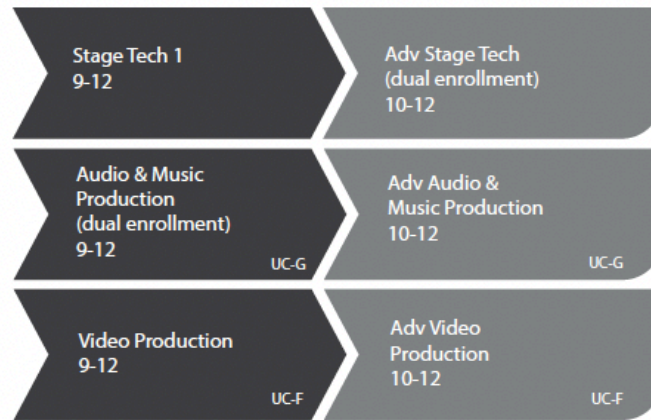 Stage Tech 1
9-12
Adv Stage Tech
(dual enrollment)
10-12
Audio & Music
Production
(dual enrollment)
9-12
UC-G
Adv Audio &
Music Production
10-12
UC-G
Video Production
9-12
UC-F
Adv Video
Production
10-12
UC-F